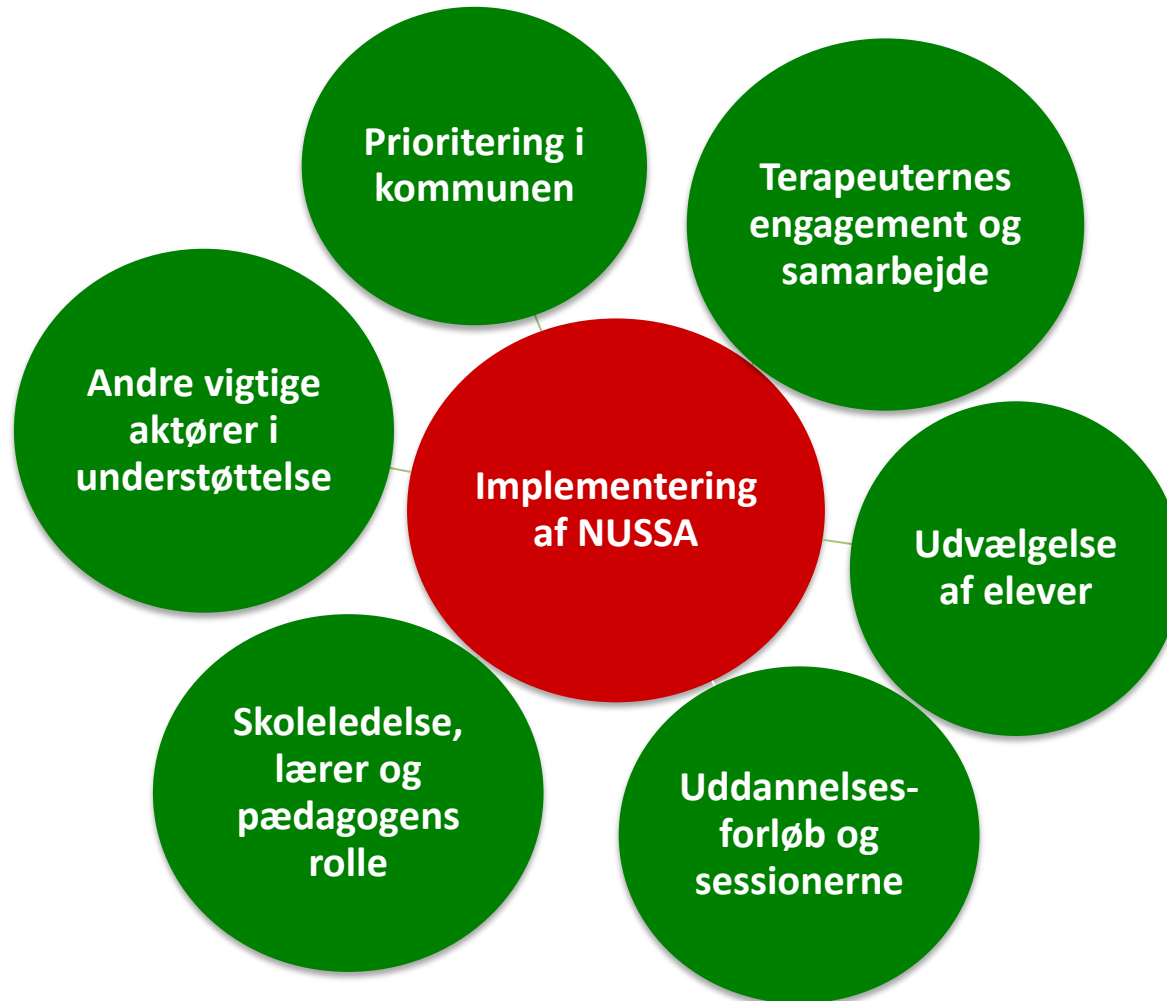 Prioritering i
kommunen
Terapeuternes
engagement og
samarbejde
Andre vigtige
aktører i
understøttelse
Implementering
af NUSSA
Udvælgelse
af elever
Skoleledelse,
lærer og
pædagogens
rolle
Uddannelses-
forløb og
sessionerne